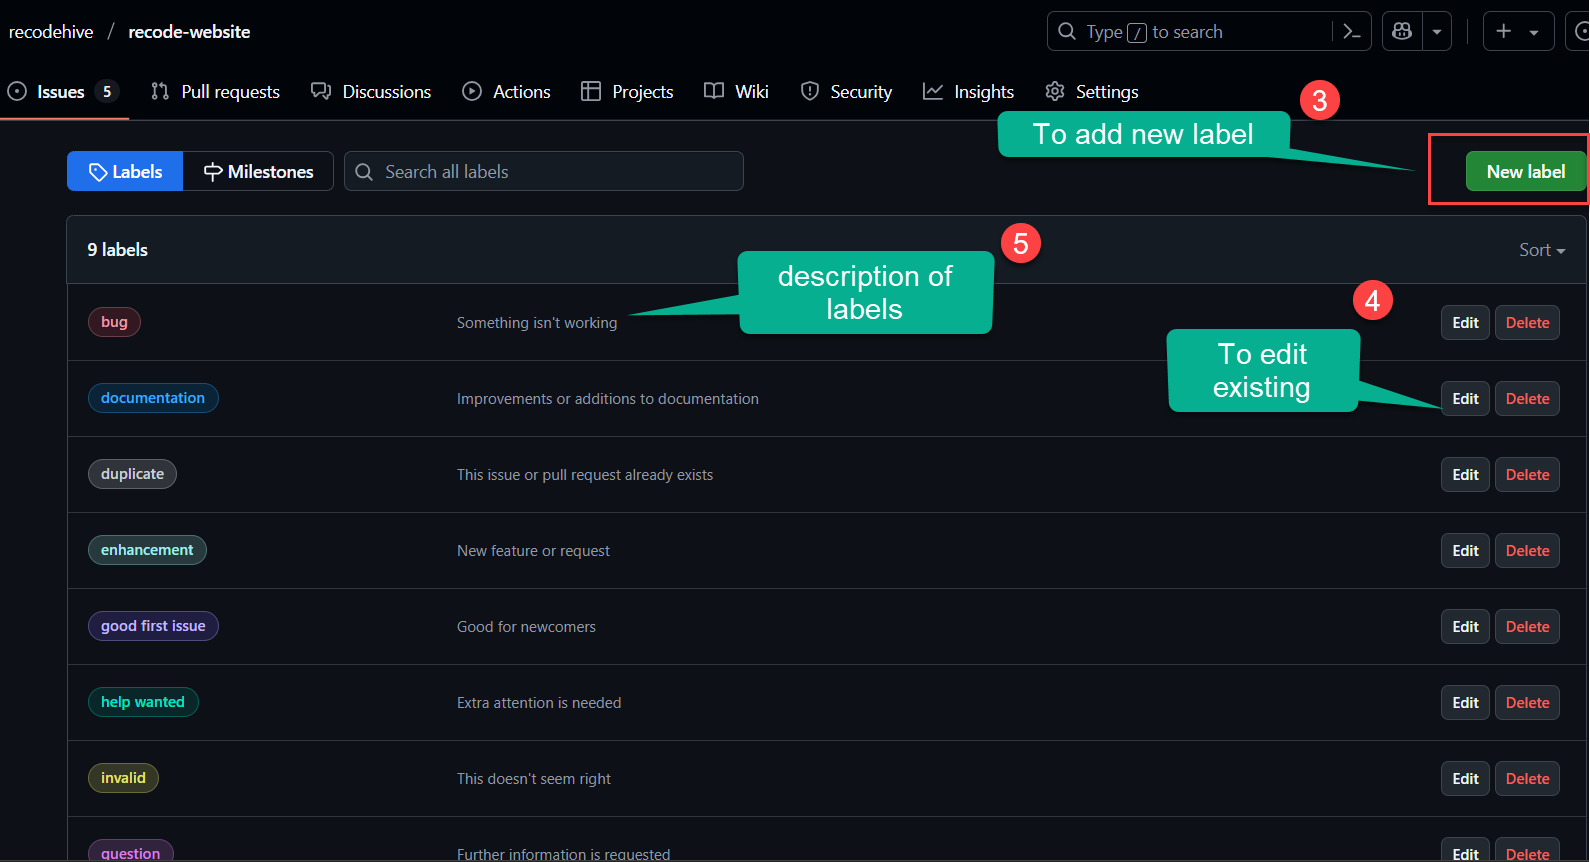 recodehive / recode-website
Type / to search
Issues 5 Pull requests Discussions Actions Projects Wiki Security Insights Settings
3
To add new label
Labels Milestones Search all labels New label
9 labels Sort
5
description of
labels
4
bug Something isn't working Edit Delete
To edit
existing
documentation Improvements or additions to documentation Edit Delete
duplicate This issue or pull request already exists Edit Delete
enhancement New feature or request Edit Delete
good first issue Good for newcomers Edit Delete
help wanted Extra attention is needed Edit Delete
invalid This doesn't seem right Edit Delete
question Further information is requested Edit Delete